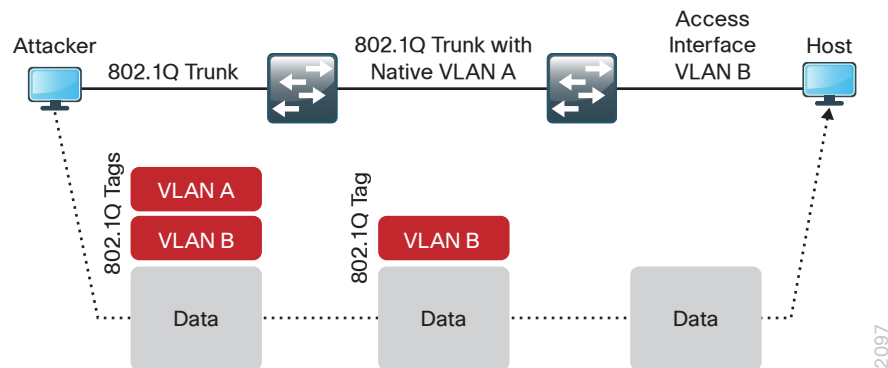 Attacker
802.1Q Trunk
802.1Q Trunk with
Native VLAN A
Access
Interface
VLAN B
Host
802.1Q Tags
VLAN A
VLAN B
Data
802.1Q Tag
VLAN B
Data
Data
2097